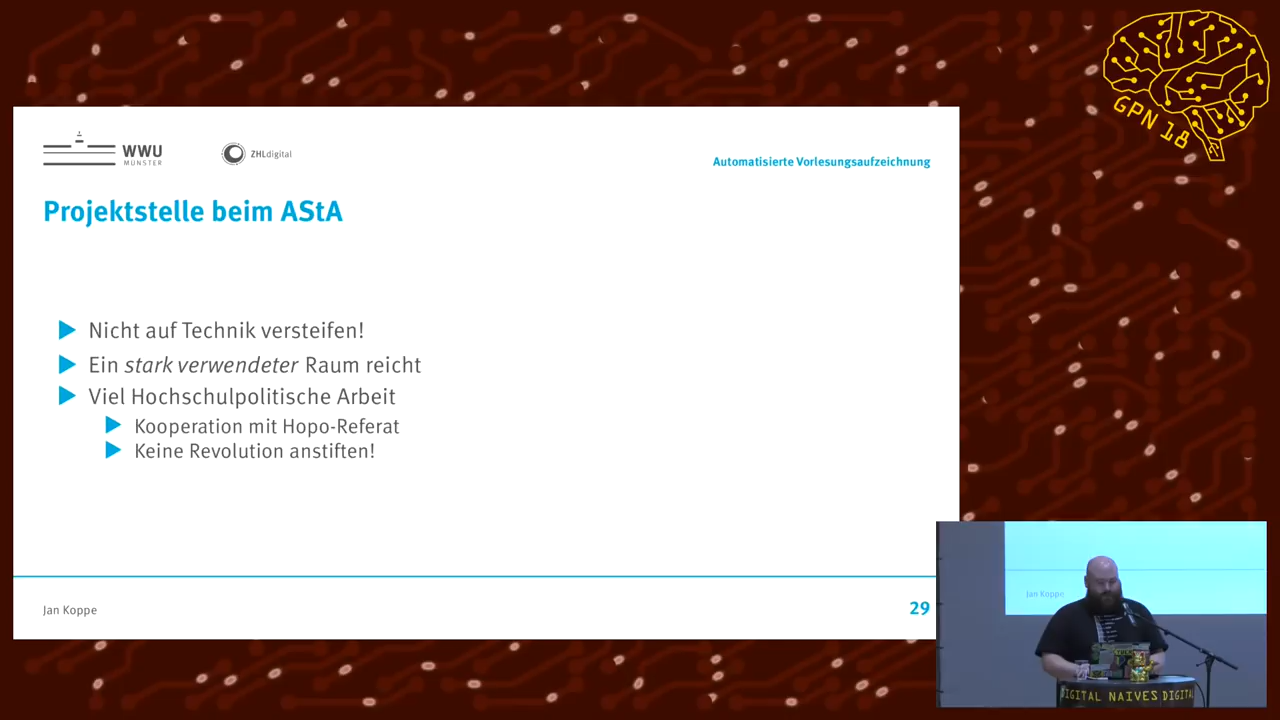 GPN 18
WWU
MÜNSTER
ZHLdigital
Automatisierte Vorlesungsaufzeichnung
Projektstelle beim AStA
Nicht auf Technik versteifen!
Ein stark verwendeter Raum reicht
Viel Hochschulpolitische Arbeit
Kooperation mit Hopo-Referat
Keine Revolution anstiften!
Jan Koppe
29
Jan Koppe
DIGITAL NAIVES DIGITAL